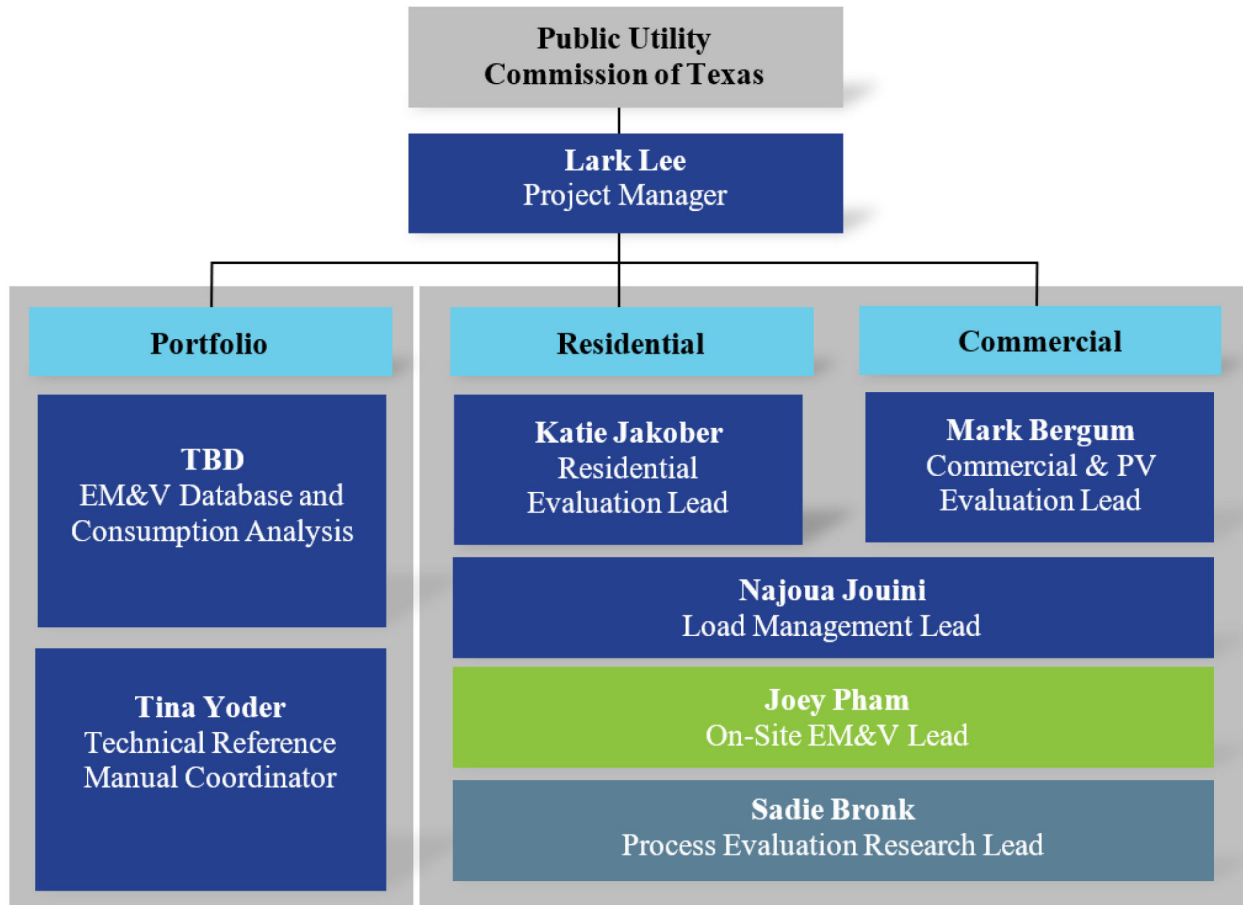 Public Utility
Commission of Texas
Lark Lee
Project Manager
Portfolio
TBD
EM&V Database and
Consumption Analysis
Tina Yoder
Technical Reference
Manual Coordinator
Residential
Commercial
Katie Jakober
Residential
Evaluation Lead
Mark Bergum
Commercial & PV
Evaluation Lead
Najoua Jouini
Load Management Lead
Joey Pham
On-Site EM&V Lead
Sadie Bronk
Process Evaluation Research Lead